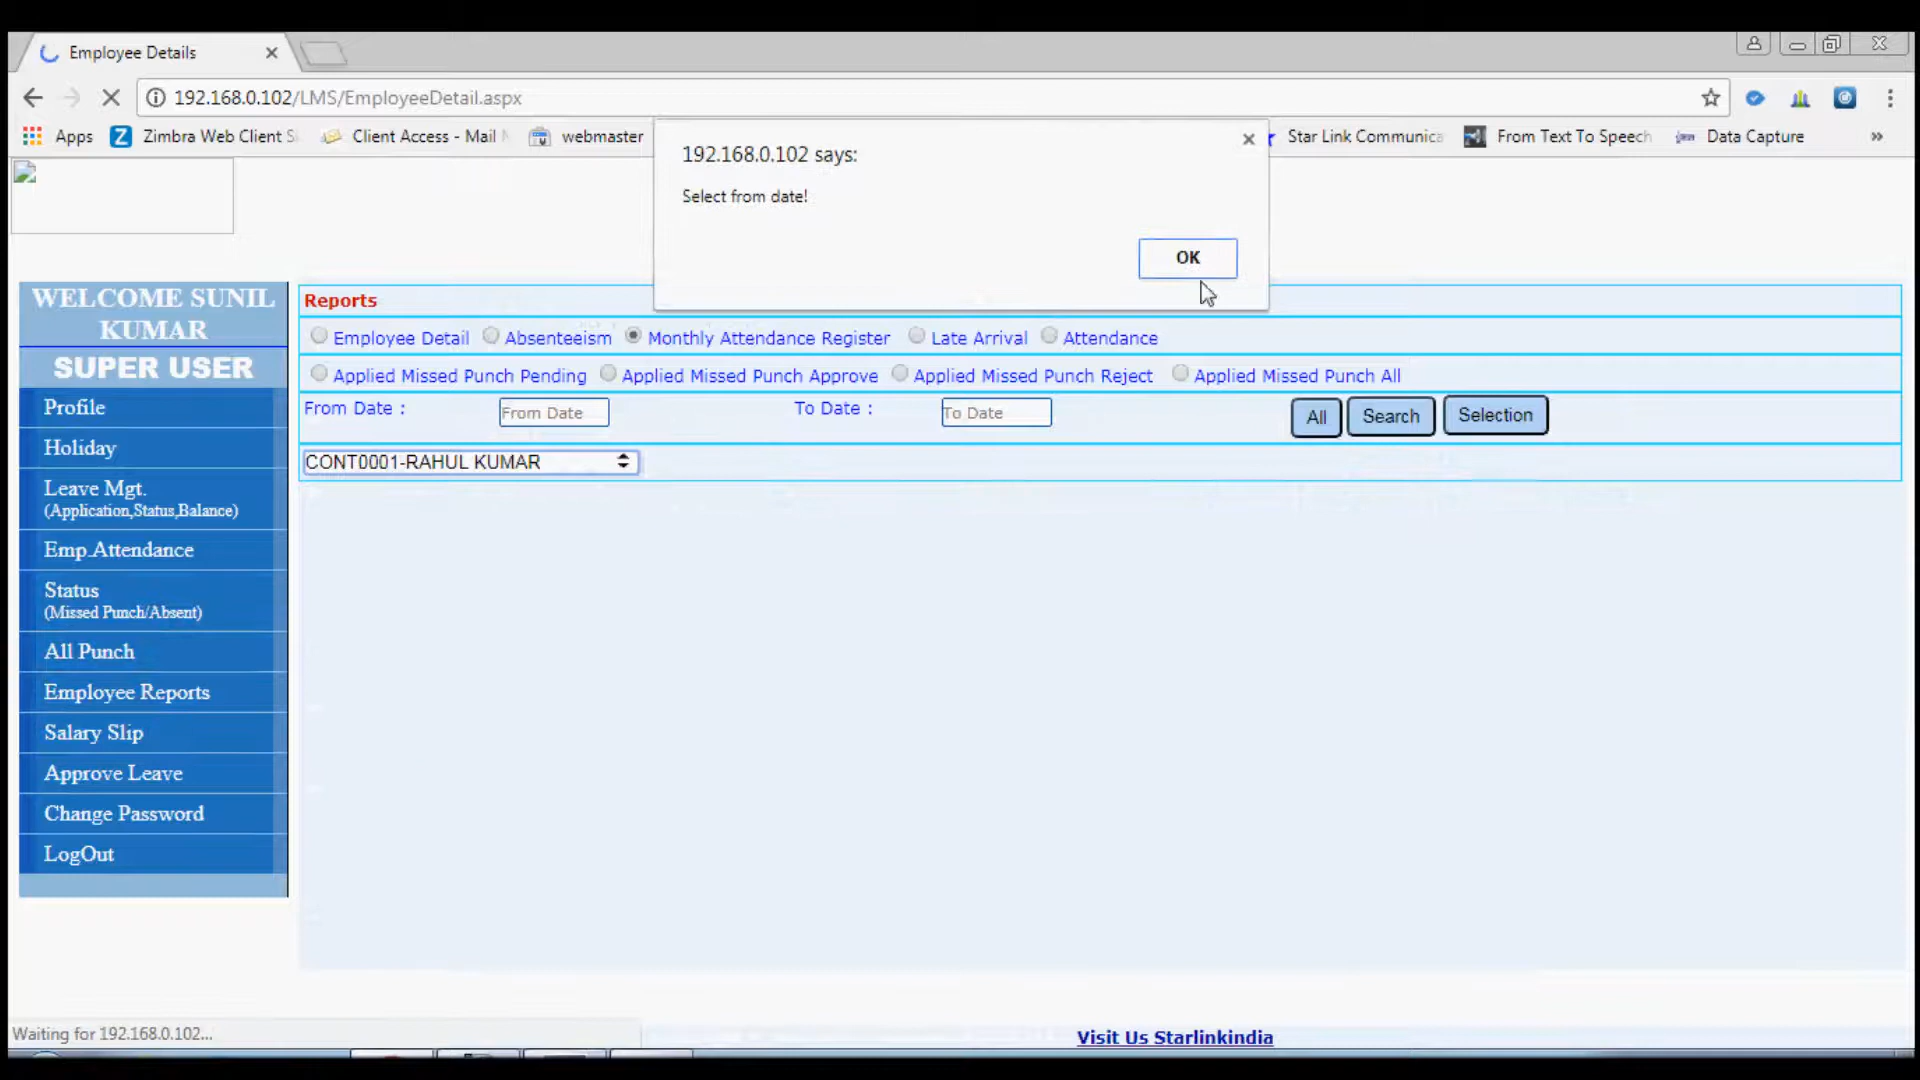 Employee Details
192.168.0.102/LMS/EmployeeDetail.aspx
Apps Zimbra Web Client Si Client Access - Mail webmaster Star Link Communica From Text To Speech Data Capture »
192.168.0.102 says:
Select from date!
OK
WELCOME SUNIL
KUMAR
SUPER USER
Profile
Holiday
Leave Mgt.
(Application,Status,Balance)
Emp.Attendance
Status
(Missed Punch/Absent)
All Punch
Employee Reports
Salary Slip
Approve Leave
Change Password
LogOut
Reports
Employee Detail Absenteeism Monthly Attendance Register Late Arrival Attendance
Applied Missed Punch Pending Applied Missed Punch Approve Applied Missed Punch Reject Applied Missed Punch All
From Date : From Date To Date : To Date All Search Selection
CONT0001-RAHUL KUMAR
Waiting for 192.168.0.102...
Visit Us Starlinkindia